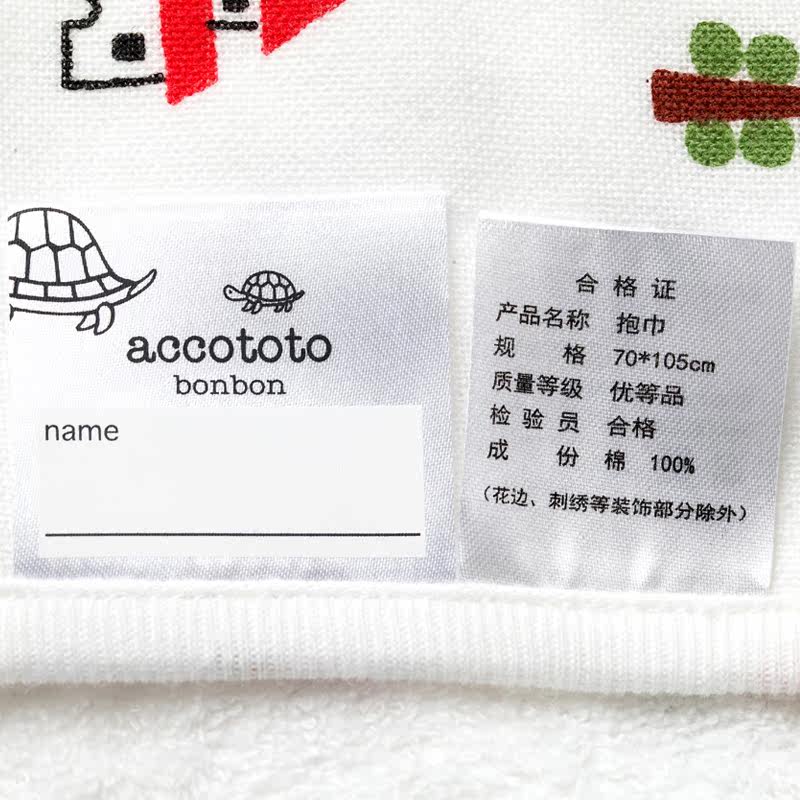 accototo
bonbon
name
合格证
产品名称 抱巾
规 格 70*105cm
质量等级 优等品
检验员 合格
成 份 棉 100%
（花边、刺绣等装饰部分除外）